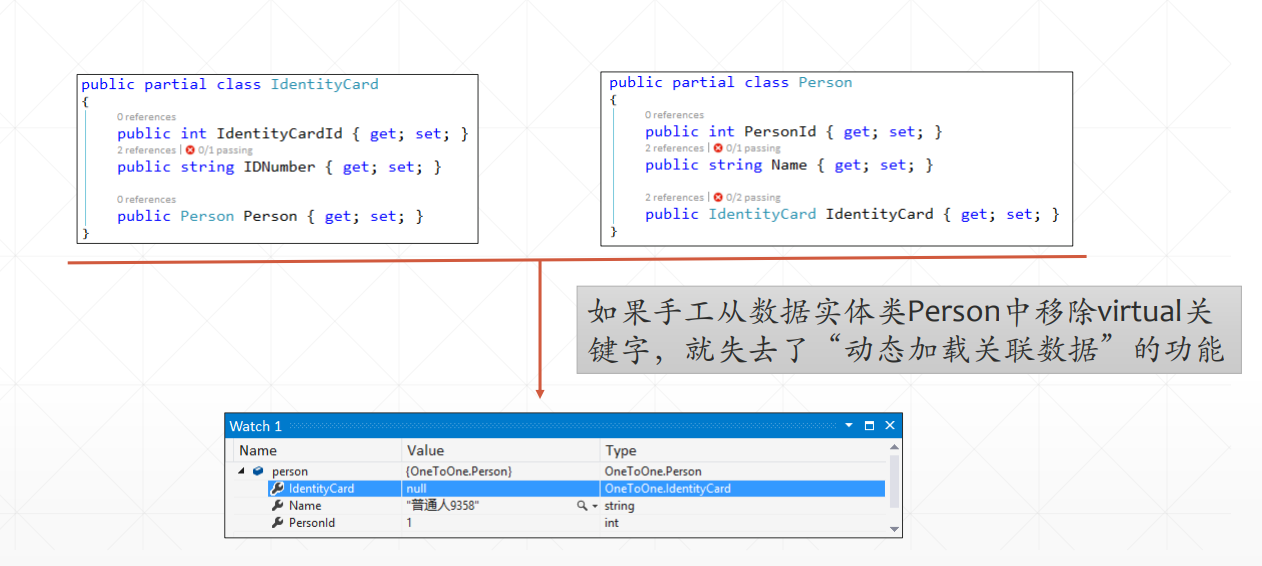 public partial class IdentityCard
{
0 references
public int IdentityCardId { get; set; }
2 references | 0/1 passing
public string IDNumber { get; set; }
0 references
public Person Person { get; set; }
}
public partial class Person
{
0 references
public int PersonId { get; set; }
2 references | 0/1 passing
public string Name { get; set; }
2 references | 0/2 passing
public IdentityCard IdentityCard { get; set; }
}
如果手工从数据实体类Person中移除virtual关
键字，就失去了“动态加载关联数据”的功能
Watch 1
Name Value Type
person {OneToOne.Person} OneToOne.Person
IdentityCard null OneToOne.IdentityCard
Name "普通人9358" string
PersonId 1 int